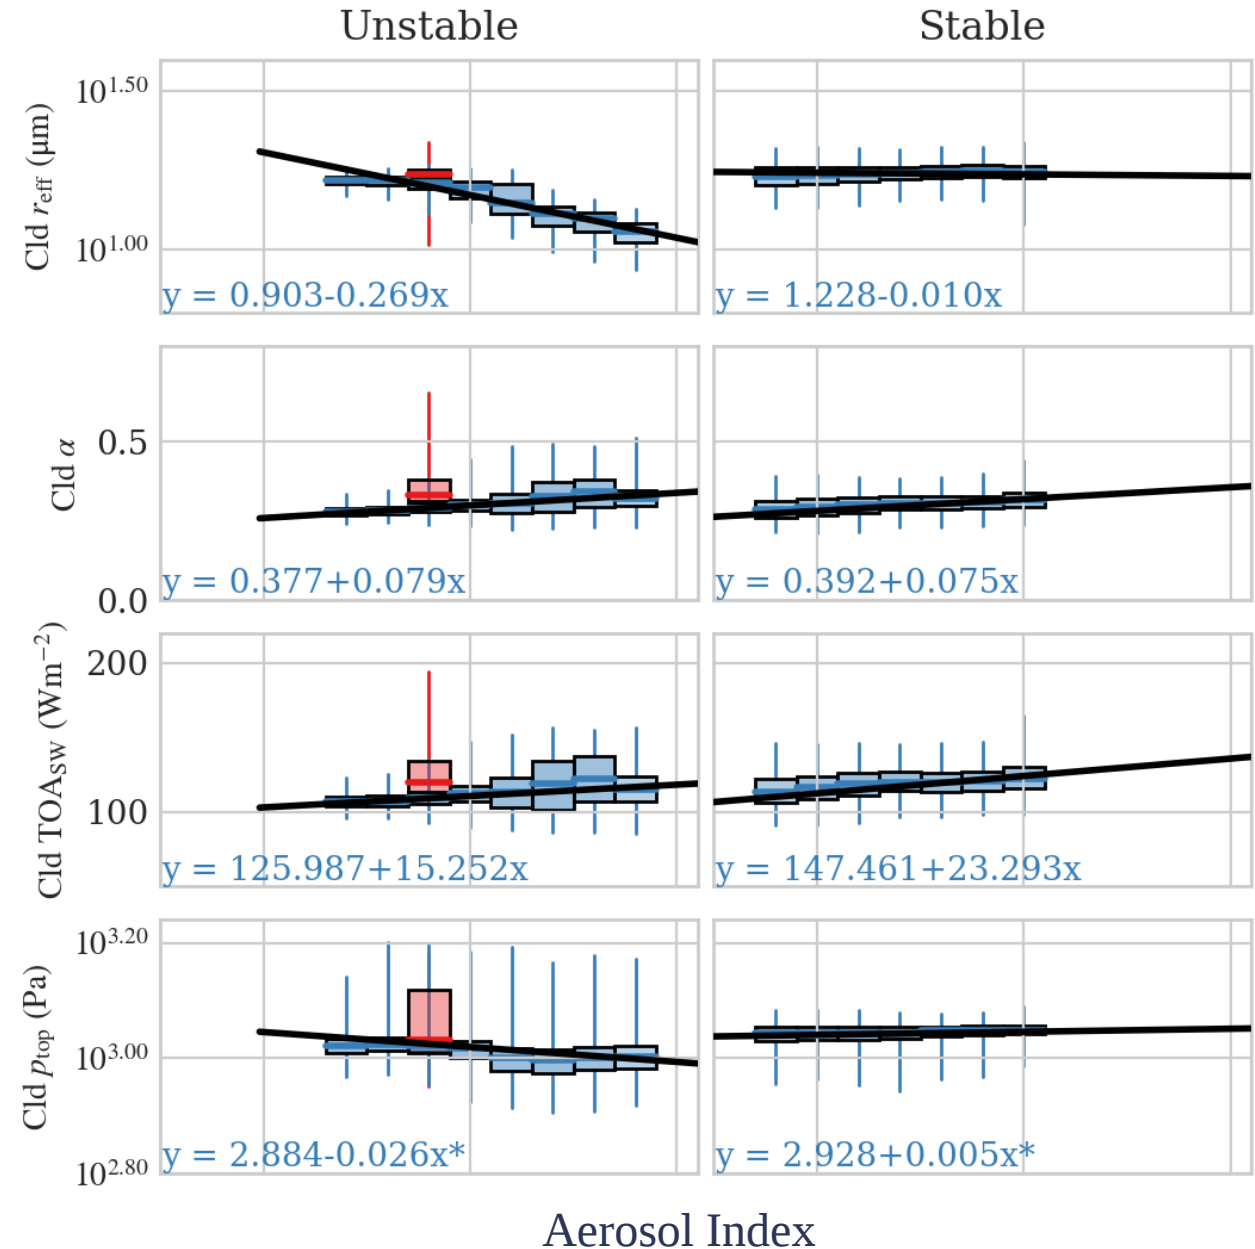 Unstable Stable
Cld r_eff (μm)
10^1.50
10^1.00
y = 0.903-0.269x
y = 1.228-0.010x
Cld α
0.5
0.0
y = 0.377+0.079x
y = 0.392+0.075x
Cld TOA_SW (Wm^−2)
200
100
y = 125.987+15.252x
y = 147.461+23.293x
Cld p_top (Pa)
10^3.20
10^3.00
10^2.80
y = 2.884-0.026x*
y = 2.928+0.005x*
Aerosol Index